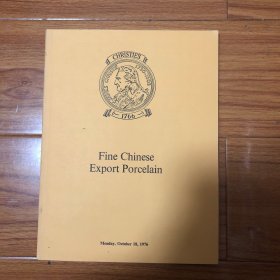 CHRISTIE'S
1766
Fine Chinese
Export Porcelain
Monday, October 18, 1976